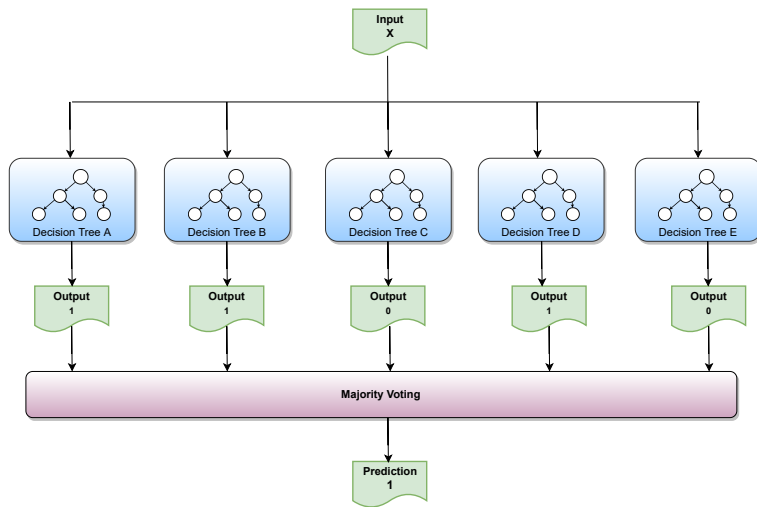 Input
X
Decision Tree A
Decision Tree B
Decision Tree C
Decision Tree D
Decision Tree E
Output
1
Output
1
Output
0
Output
1
Output
0
Majority Voting
Prediction
1